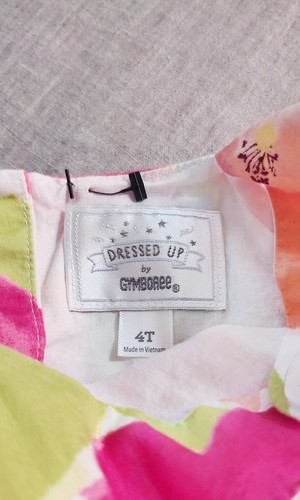 DRESSED UP
by
GYMBOREE®
4T
Made in Vietnam